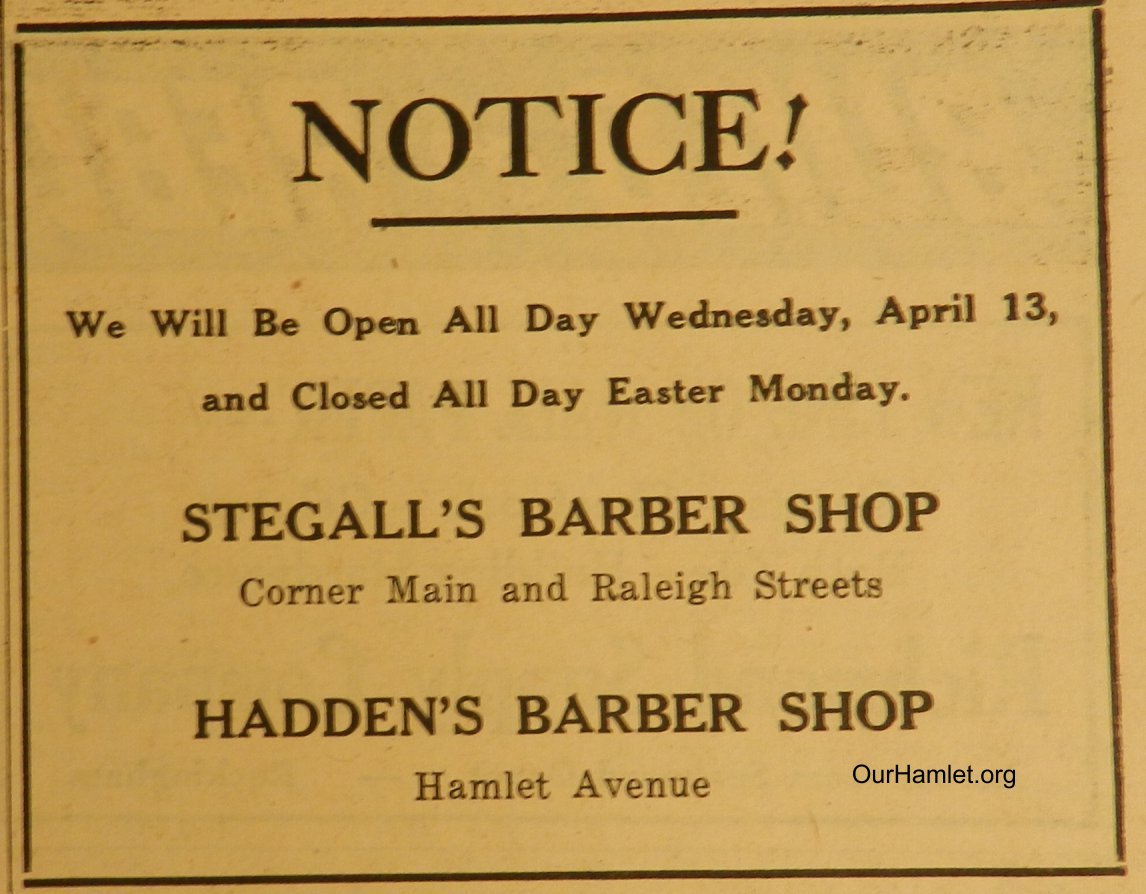 NOTICE!
We Will Be Open All Day Wednesday, April 13,
and Closed All Day Easter Monday.
STEGALL'S BARBER SHOP
Corner Main and Raleigh Streets
HADDEN'S BARBER SHOP
Hamlet Avenue
OurHamlet.org